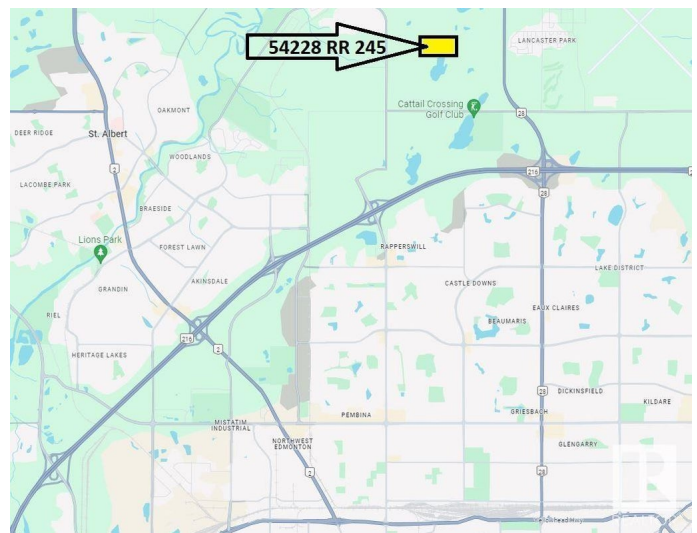 54228 RR 245
LANCASTER PARK
Cattail Crossing
Golf Club
OAKMONT
28
DEER RIDGE
St. Albert
2
WOODLANDS
216
LACOMBE PARK
28
BRAESIDE
Lions Park
FOREST LAWN
RAPPERSWILL
LAKE DISTRICT
GRANDIN
AKINSDALE
CASTLE DOWNS
RIEL
EAUX CLAIRES
BEAUMARIS
216
2
HERITAGE LAKES
28
DICKINSFIELD
KILDARE
PEMBINA
GRIESBACH
MISTATIM
INDUSTRIAL
NORTHWEST
EDMONTON
GLENGARRY
2
28